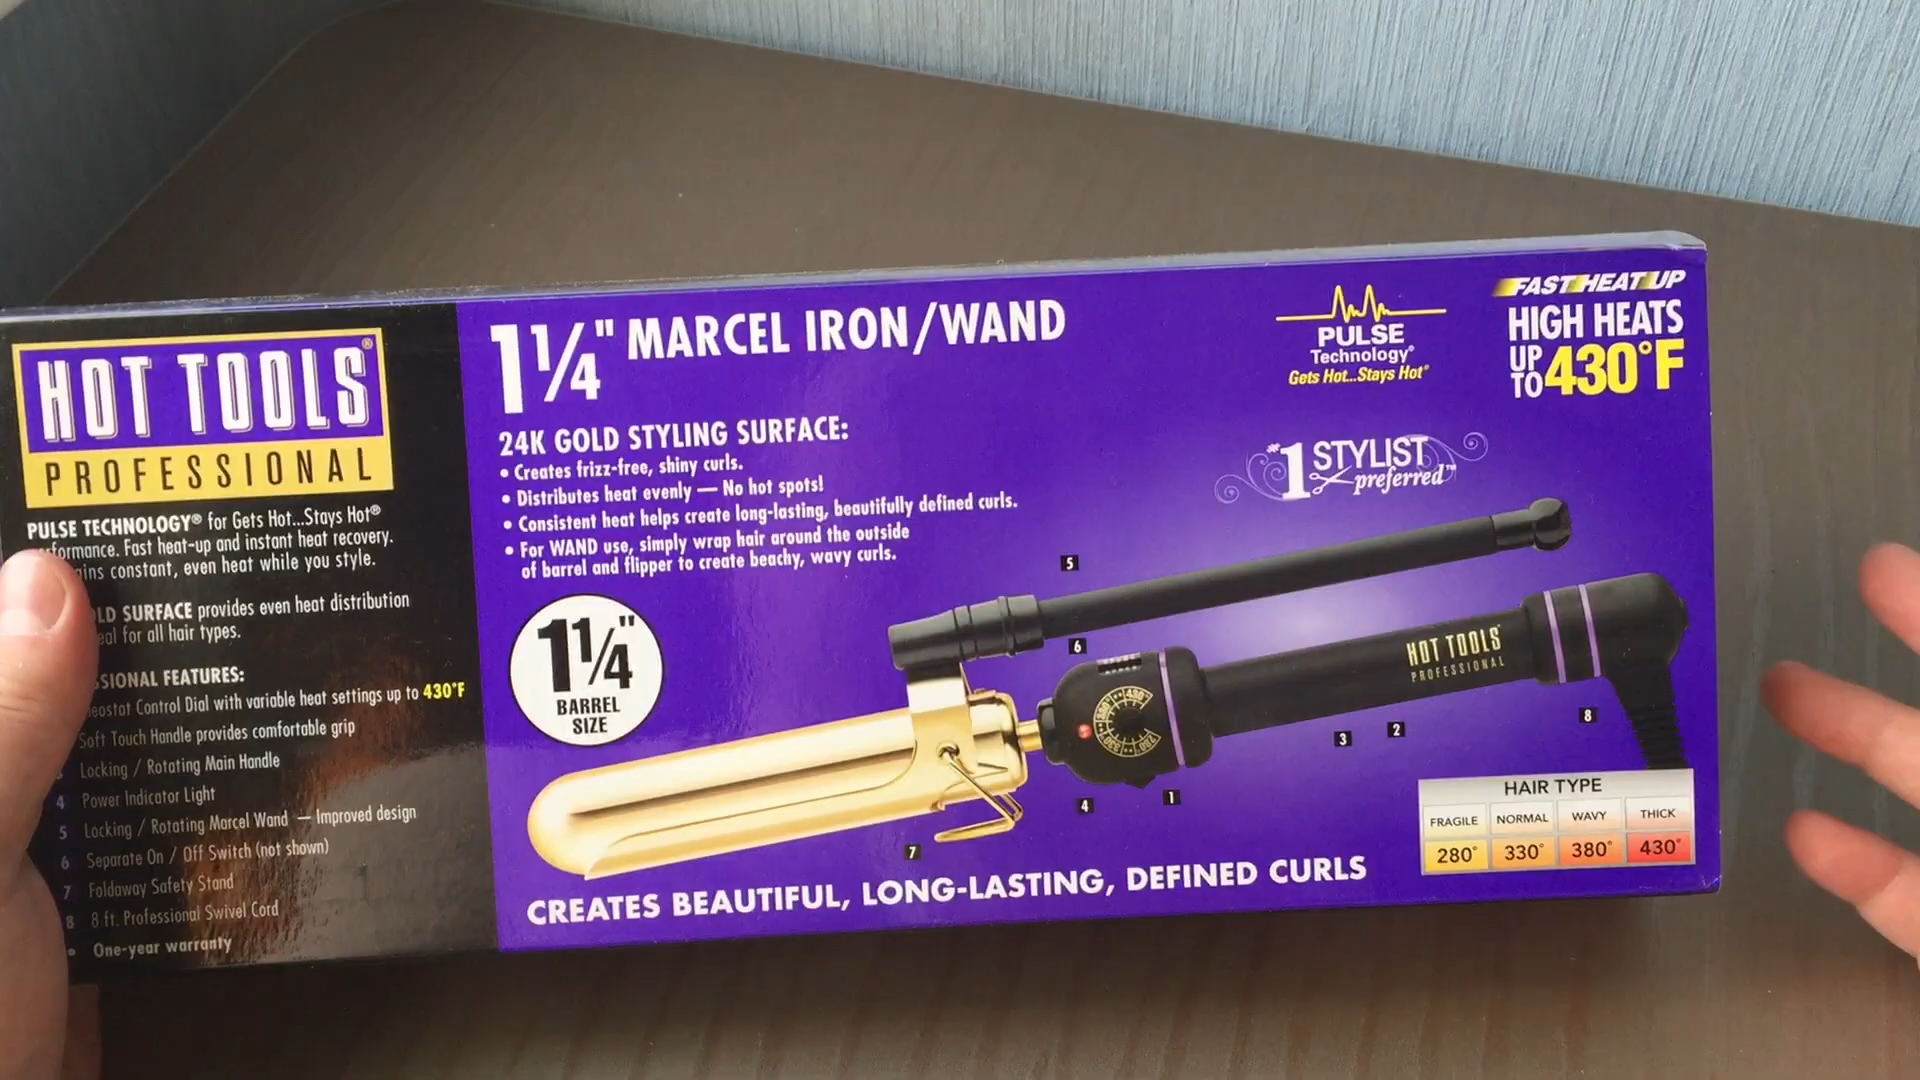 HOT TOOLS®
PROFESSIONAL
PULSE TECHNOLOGY® for Gets Hot...Stays Hot®
Fast heat-up and instant heat recovery.
constant, even heat while you style.
SURFACE provides even heat distribution
for all hair types.
FEATURES:
Control Dial with variable heat settings up to 430°F
Soft Touch Handle provides comfortable grip
Locking / Rotating Main Handle
4 Power Indicator Light
5 Locking / Rotating Marcel Wand — Improved design
6 Separate On / Off Switch (not shown)
7 Foldaway Safety Stand
8 8 ft. Professional Swivel Cord
• One-year warranty
1¼" MARCEL IRON/WAND
24K GOLD STYLING SURFACE:
• Creates frizz-free, shiny curls.
• Distributes heat evenly — No hot spots!
• Consistent heat helps create long-lasting, beautifully defined curls.
• For WAND use, simply wrap hair around the outside
of barrel and flipper to create beachy, wavy curls.
1¼"
BARREL
SIZE
PULSE
Technology®
Gets Hot...Stays Hot®
FAST HEAT UP
HIGH HEATS
UP TO 430°F
#1 STYLIST
preferred™
5
6
HOT TOOLS®
PROFESSIONAL
430°
380°
330°
280°
8
2
3
1
4
7
HAIR TYPE
FRAGILE NORMAL WAVY THICK
280° 330° 380° 430°
CREATES BEAUTIFUL, LONG-LASTING, DEFINED CURLS